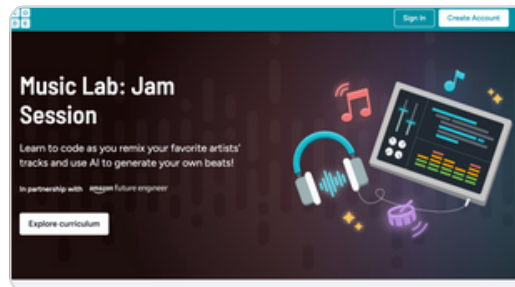 C O
D E
Sign in
Create Account
Music Lab: Jam
Session
Learn to code as you remix your favorite artists'
tracks and use AI to generate your own beats!
In partnership with amazon future engineer
Explore curriculum